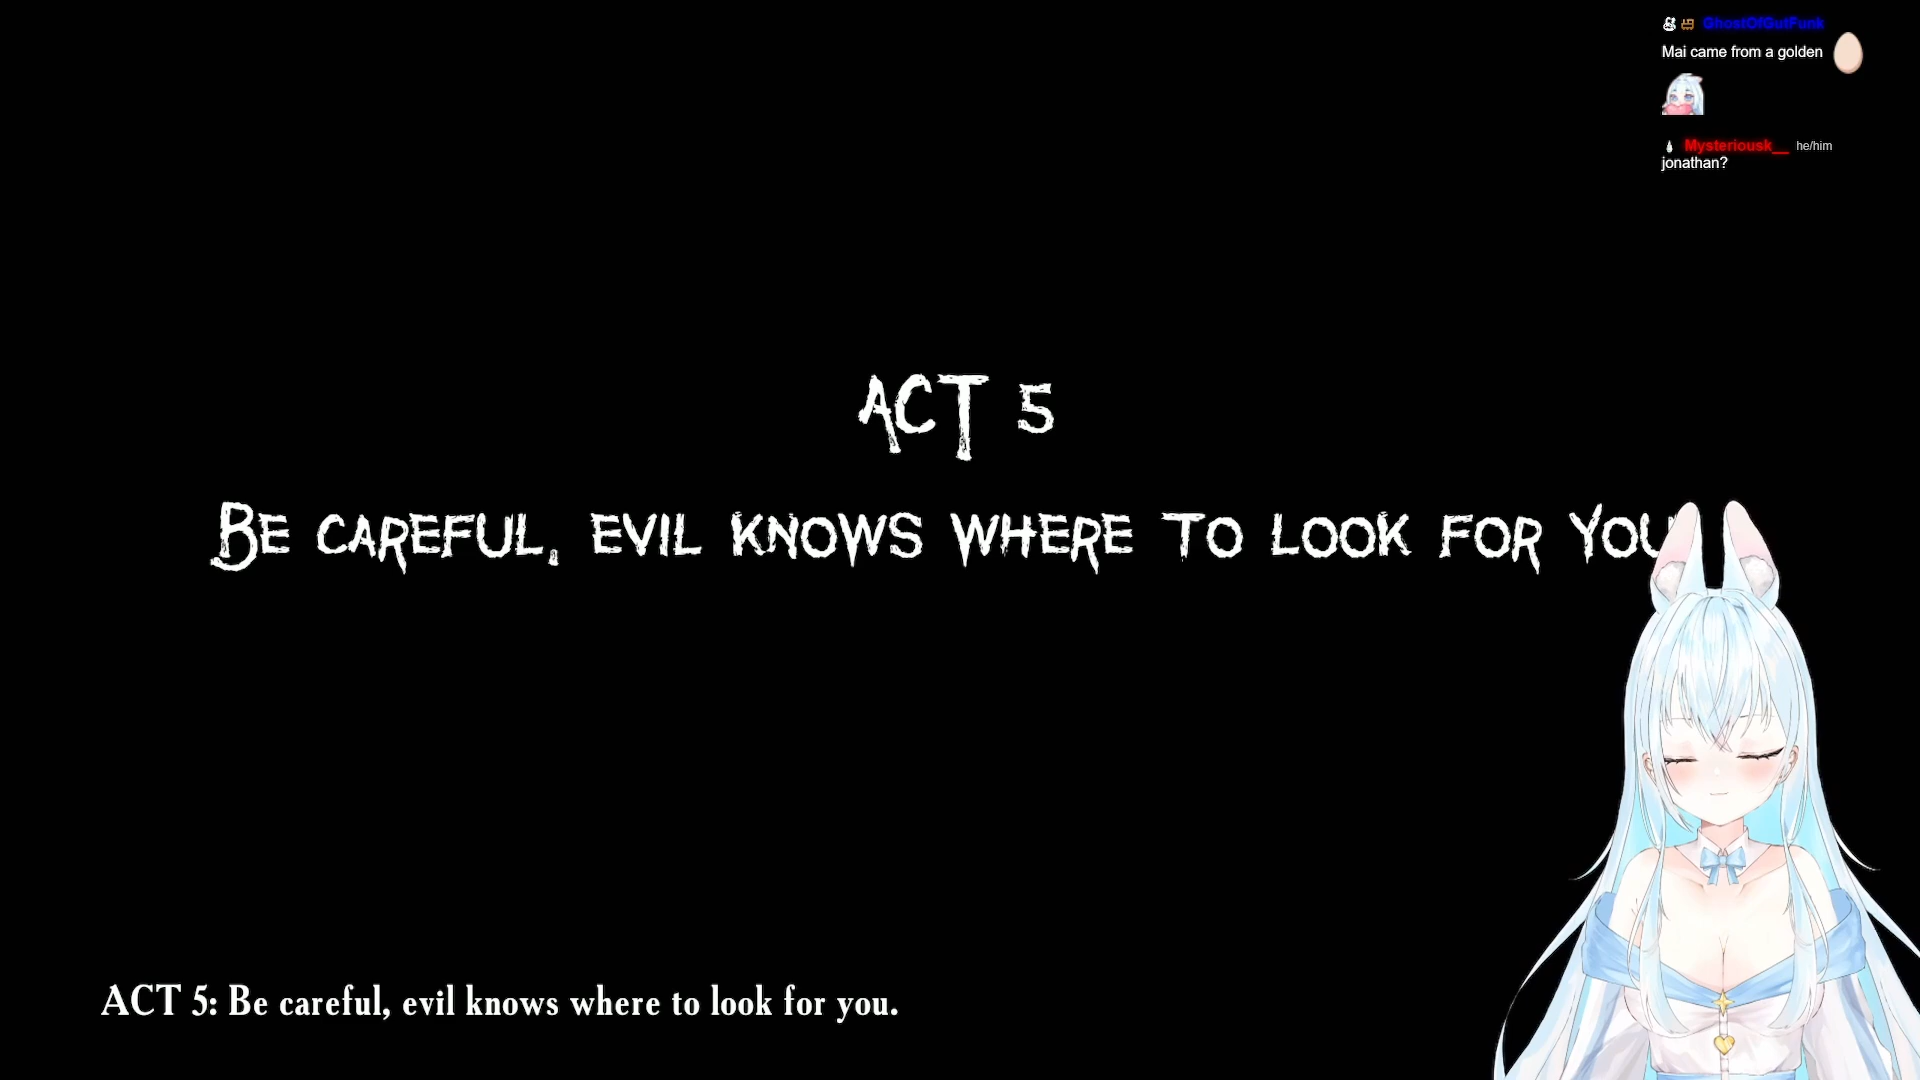 GhostOfGutFunk
Mai came from a golden
Mysteriousk__ he/him
jonathan?
ACT 5
BE CAREFUL, EVIL KNOWS WHERE TO LOOK FOR YOU
ACT 5: Be careful, evil knows where to look for you.